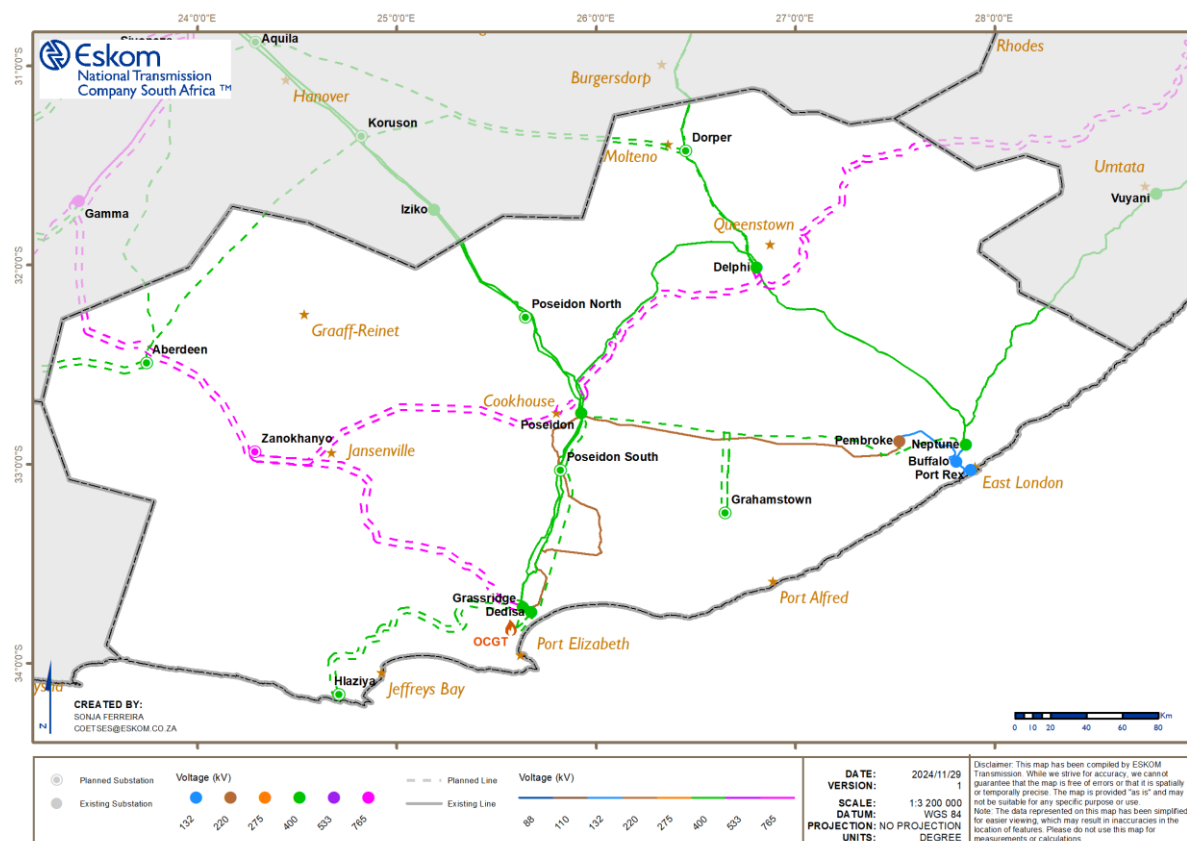 24°0'0"E 25°0'0"E 26°0'0"E 27°0'0"E 28°0'0"E
31°0'0"S
32°0'0"S
33°0'0"S
34°0'0"S
Eskom
National Transmission
Company South Africa ™
Aquila
Rhodes
Burgersdorp
Hanover
Koruson
Dorper
Molteno
Umtata
Vuyani
Gamma
Iziko
Queenstown
Delphi
Poseidon North
Graaff-Reinet
Aberdeen
Cookhouse
Poseidon
Zanokhanyo
Jansenville
Pembroke
Neptune
Buffalo
Port Rex
East London
Poseidon South
Grahamstown
Grassridge
Dedisa
Port Alfred
OCGT
Port Elizabeth
Hlaziya
Jeffreys Bay
N
CREATED BY:
SONJA FERREIRA
COETSES@ESKOM.CO.ZA
Km
0 5 10 20 40 60 80
Planned Substation
Existing Substation
Voltage (kV)
132 220 275 400 533 765
Planned Line
Existing Line
Voltage (kV)
88 110 132 220 275 400 533 765
DATE: 2024/11/29
VERSION: 1
SCALE: 1:3 200 000
DATUM: WGS 84
PROJECTION: NO PROJECTION
UNITS: DEGREE
Disclaimer: This map has been compiled by ESKOM
Transmission. While we strive for accuracy, we cannot
guarantee that the map is free of errors or that it is spatially
or temporally precise. The map is provided "as is" and may
not be suitable for any specific purpose or use.
Note: The data represented on this map has been simplified
for easier viewing, which may result in inaccuracies in the
location of features. Please do not use this map for
measurements or calculations.